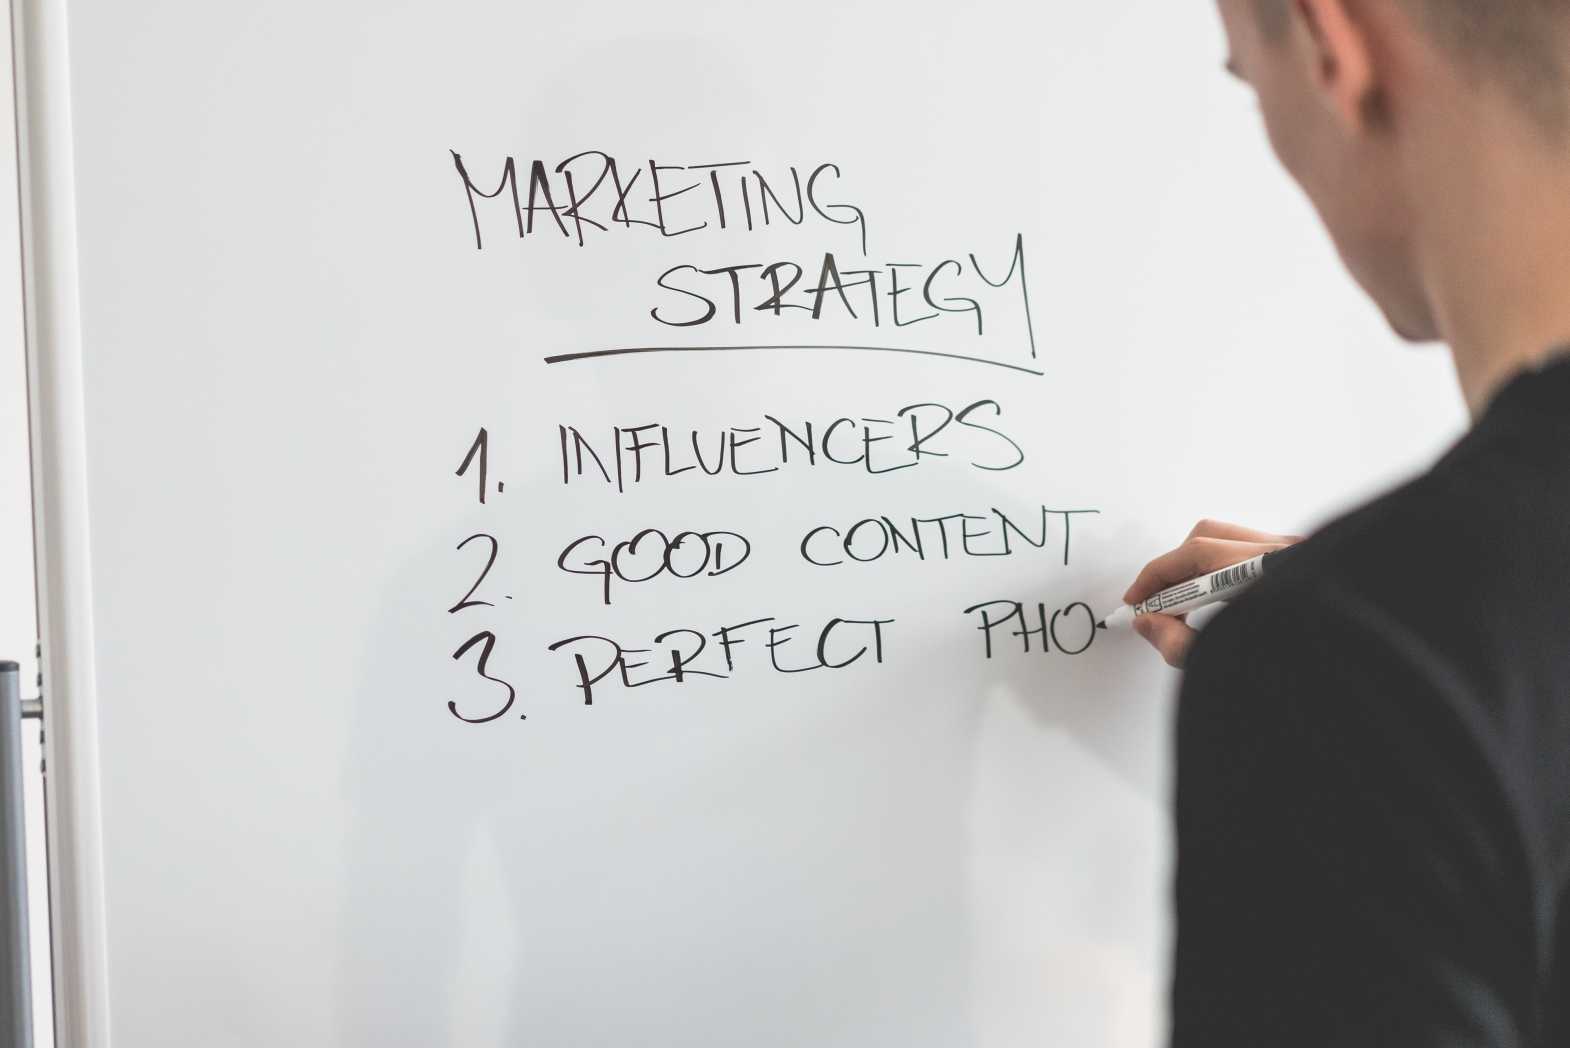 MARKETING
STRATEGY
1. INFLUENCERS
2. GOOD CONTENT
3. PERFECT PHO